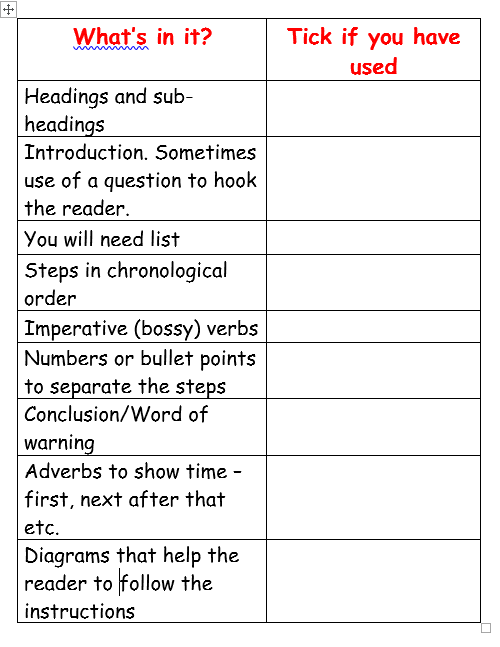 What's in it?
Tick if you have
used
Headings and sub-
headings
Introduction. Sometimes
use of a question to hook
the reader.
You will need list
Steps in chronological
order
Imperative (bossy) verbs
Numbers or bullet points
to separate the steps
Conclusion/Word of
warning
Adverbs to show time –
first, next after that
etc.
Diagrams that help the
reader to follow the
instructions